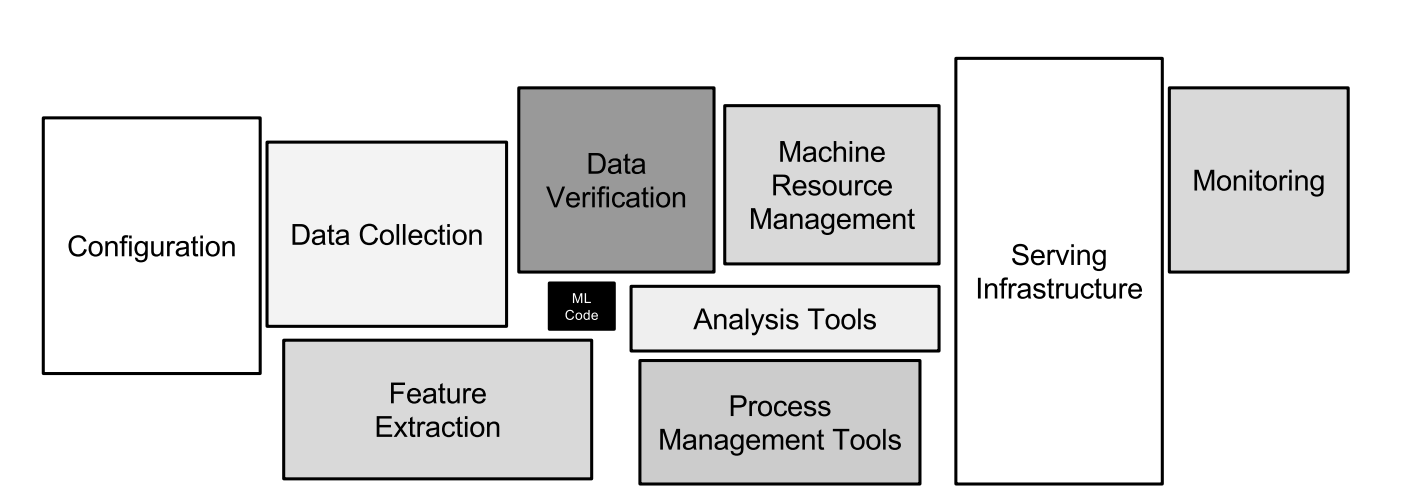 Configuration
Data Collection
Data
Verification
Machine
Resource
Management
Serving
Infrastructure
Monitoring
ML
Code
Analysis Tools
Feature
Extraction
Process
Management Tools